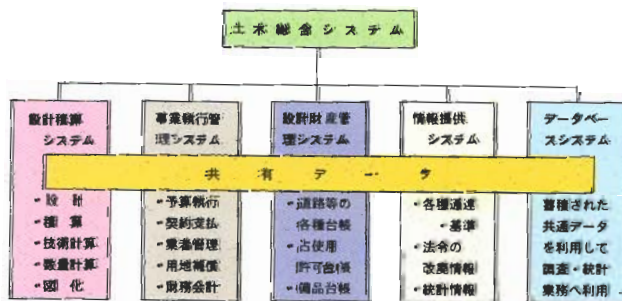 土木総合システム
設計積算
システム
事業執行管
理システム
設計財産管
理システム
情報提供
システム
データベー
スシステム
共有データ
・設計
・積算
・技術計算
・数量計算
・図化
・予算執行
・契約支払
・業者管理
・用地補償
・財務会計
・道路等の
各種台帳
・占使用
許可台帳
・備品台帳
・各種通達
・基準
・法令の
改廃情報
・統計情報
蓄積された
共通データ
を利用して
調査・統計
業務へ利用